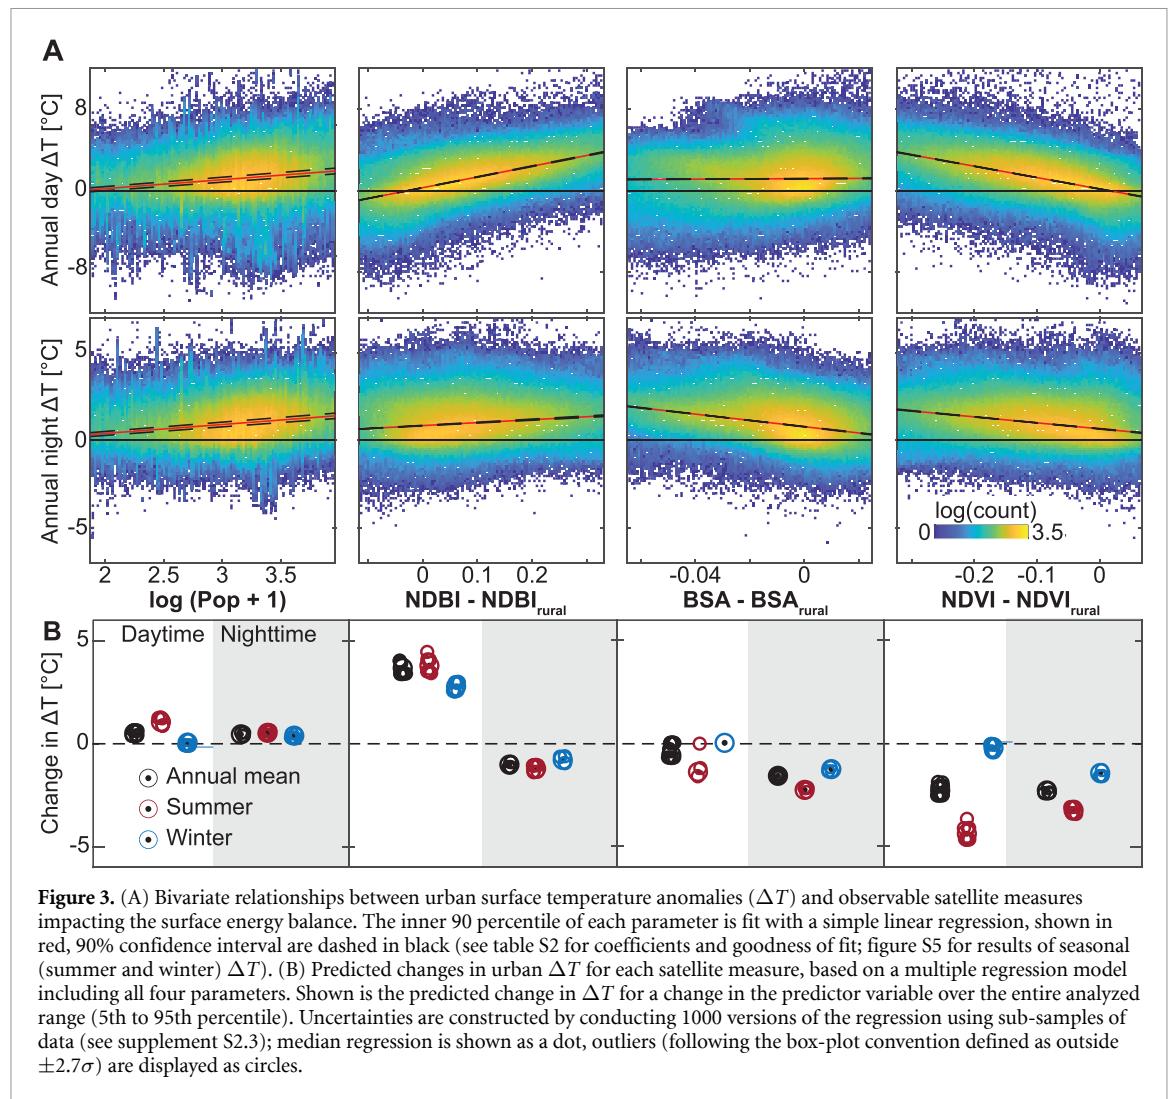 A
Annual day ΔT [°C]
8
0
-8
Annual night ΔT [°C]
5
0
-5
log(count)
0 3.5
2 2.5 3 3.5
0 0.1 0.2
-0.04 0
-0.2 -0.1 0
log (Pop + 1)
NDBI - NDBIrural
BSA - BSArural
NDVI - NDVIrural
B
Change in ΔT [°C]
5
0
-5
Daytime Nighttime
Annual mean
Summer
Winter
Figure 3. (A) Bivariate relationships between urban surface temperature anomalies (ΔT) and observable satellite measures
impacting the surface energy balance. The inner 90 percentile of each parameter is fit with a simple linear regression, shown in
red, 90% confidence interval are dashed in black (see table S2 for coefficients and goodness of fit; figure S5 for results of seasonal
(summer and winter) ΔT). (B) Predicted changes in urban ΔT for each satellite measure, based on a multiple regression model
including all four parameters. Shown is the predicted change in ΔT for a change in the predictor variable over the entire analyzed
range (5th to 95th percentile). Uncertainties are constructed by conducting 1000 versions of the regression using sub-samples of
data (see supplement S2.3); median regression is shown as a dot, outliers (following the box-plot convention defined as outside
±2.7σ) are displayed as circles.